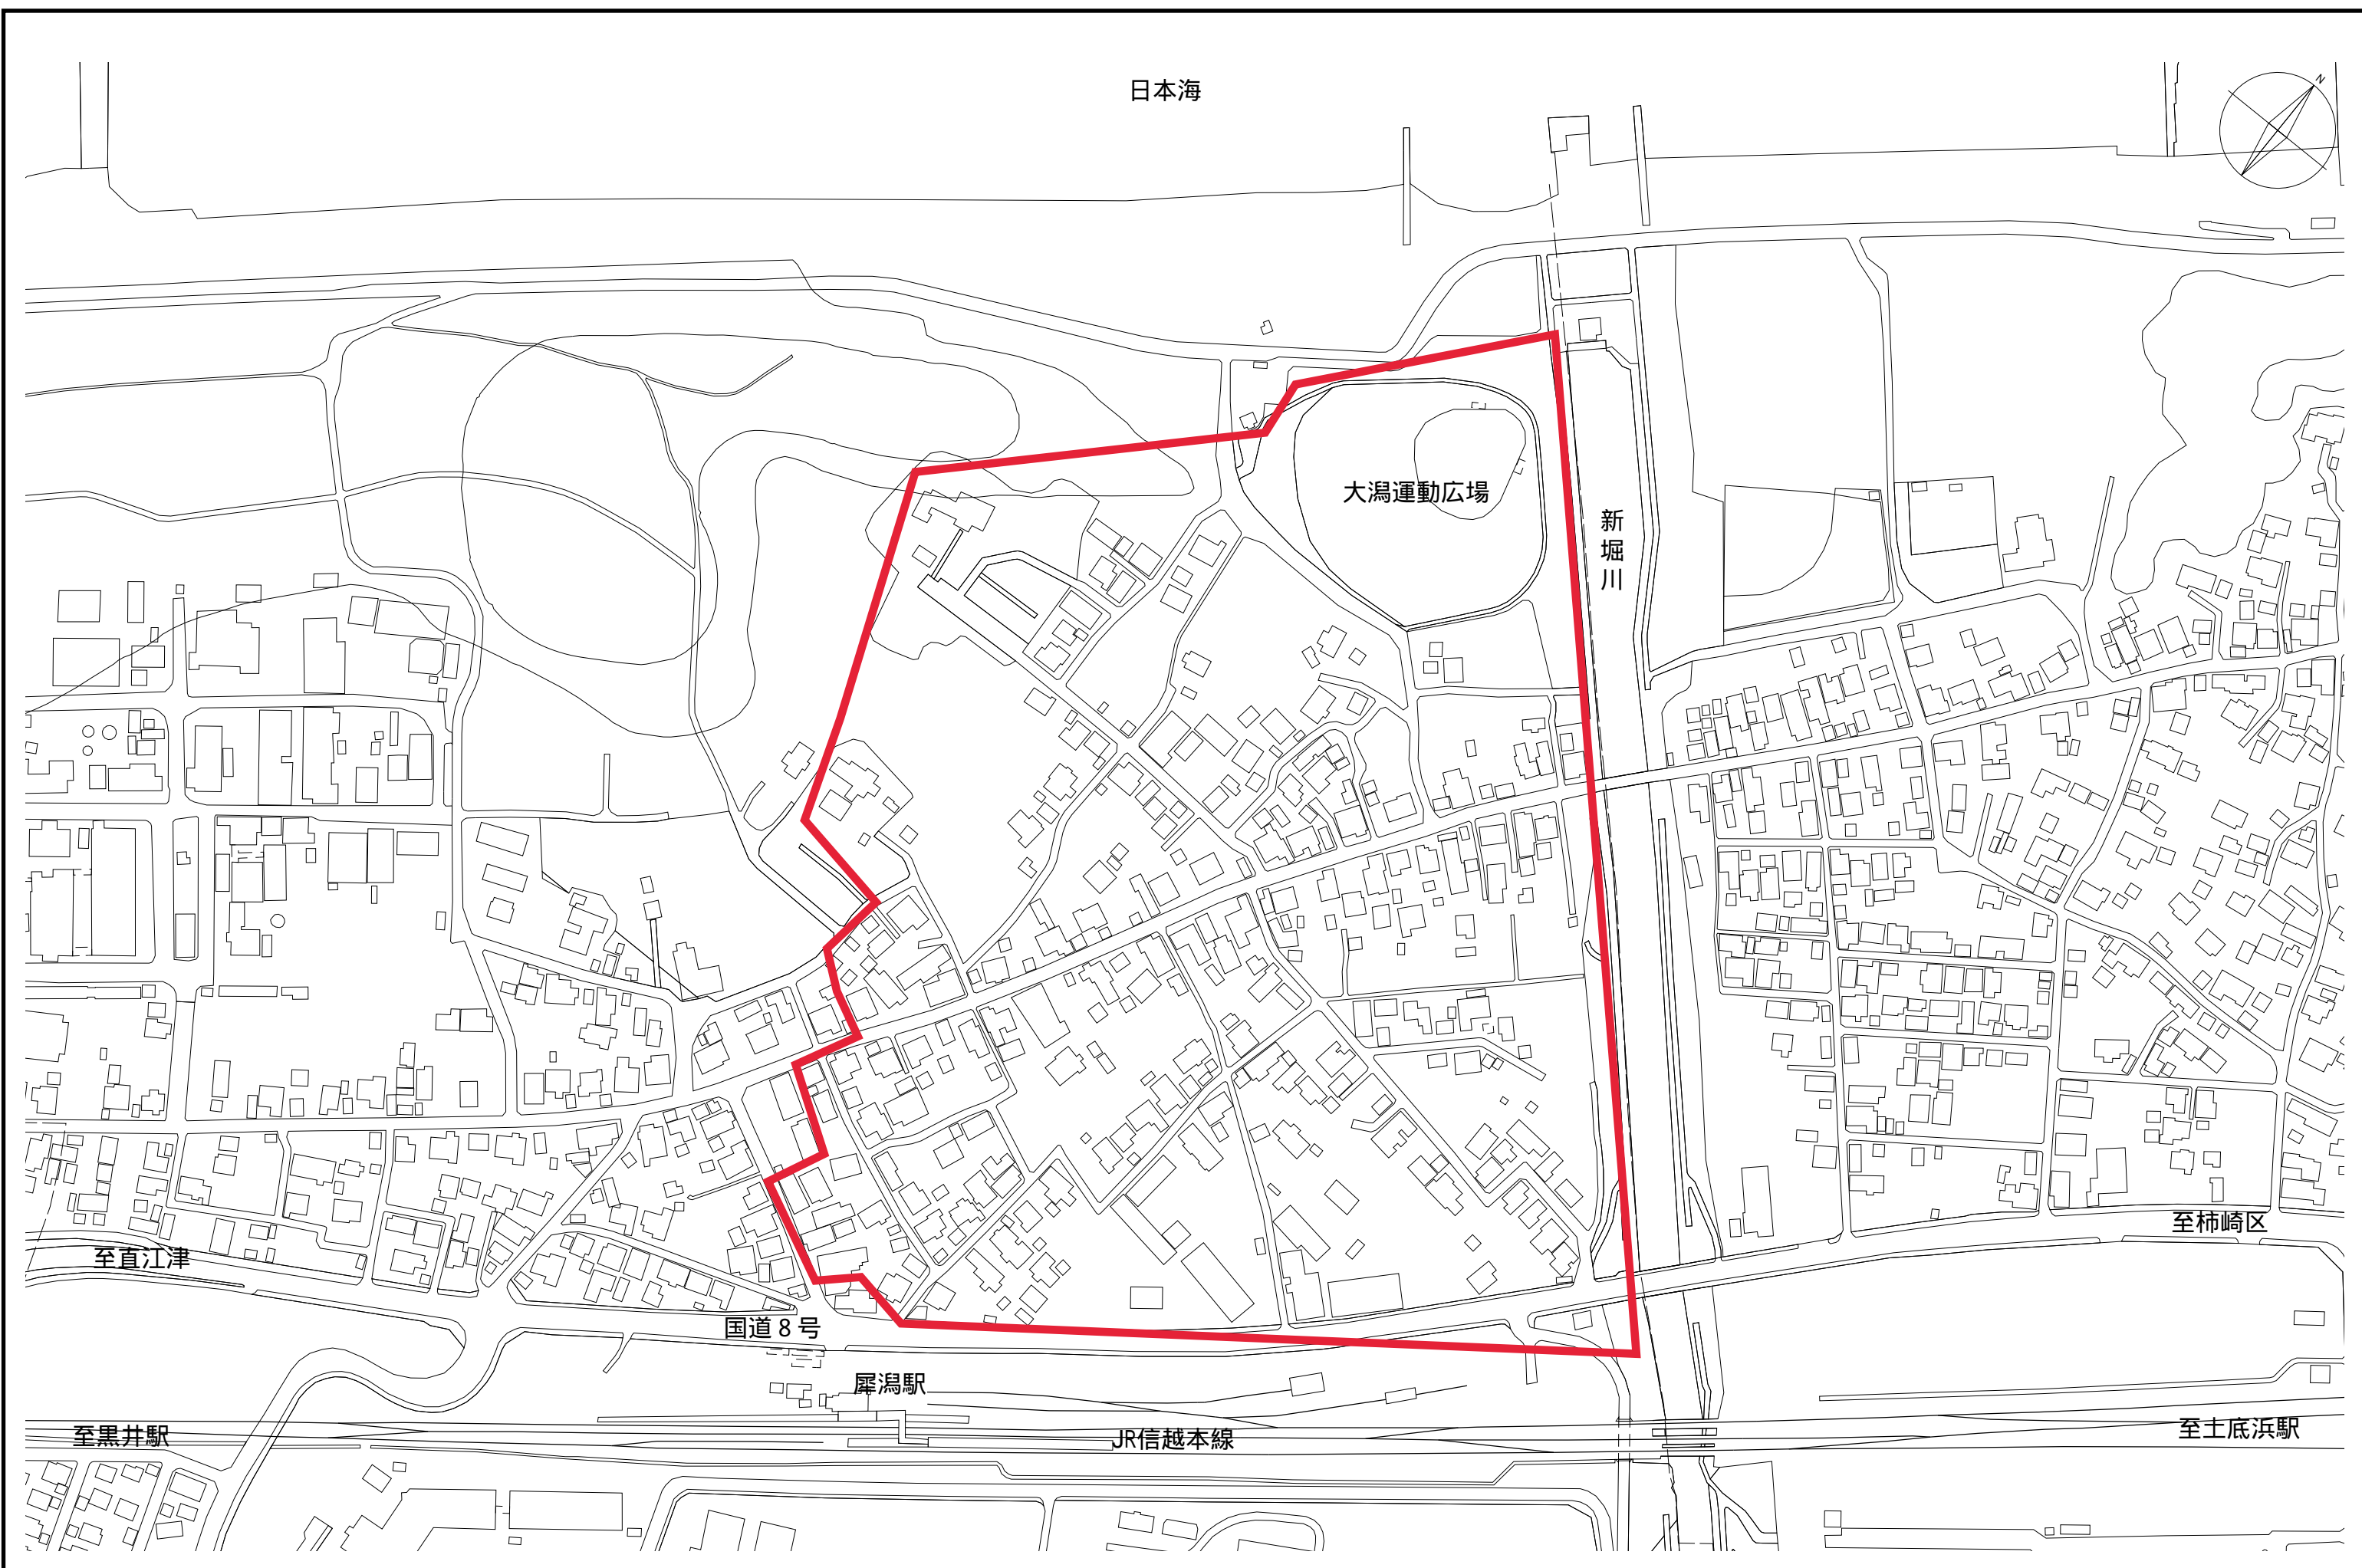 日本海
N
大潟運動広場
新堀川
至柿崎区
至直江津
国道８号
犀潟駅
至黒井駅
JR信越本線
至土底浜駅